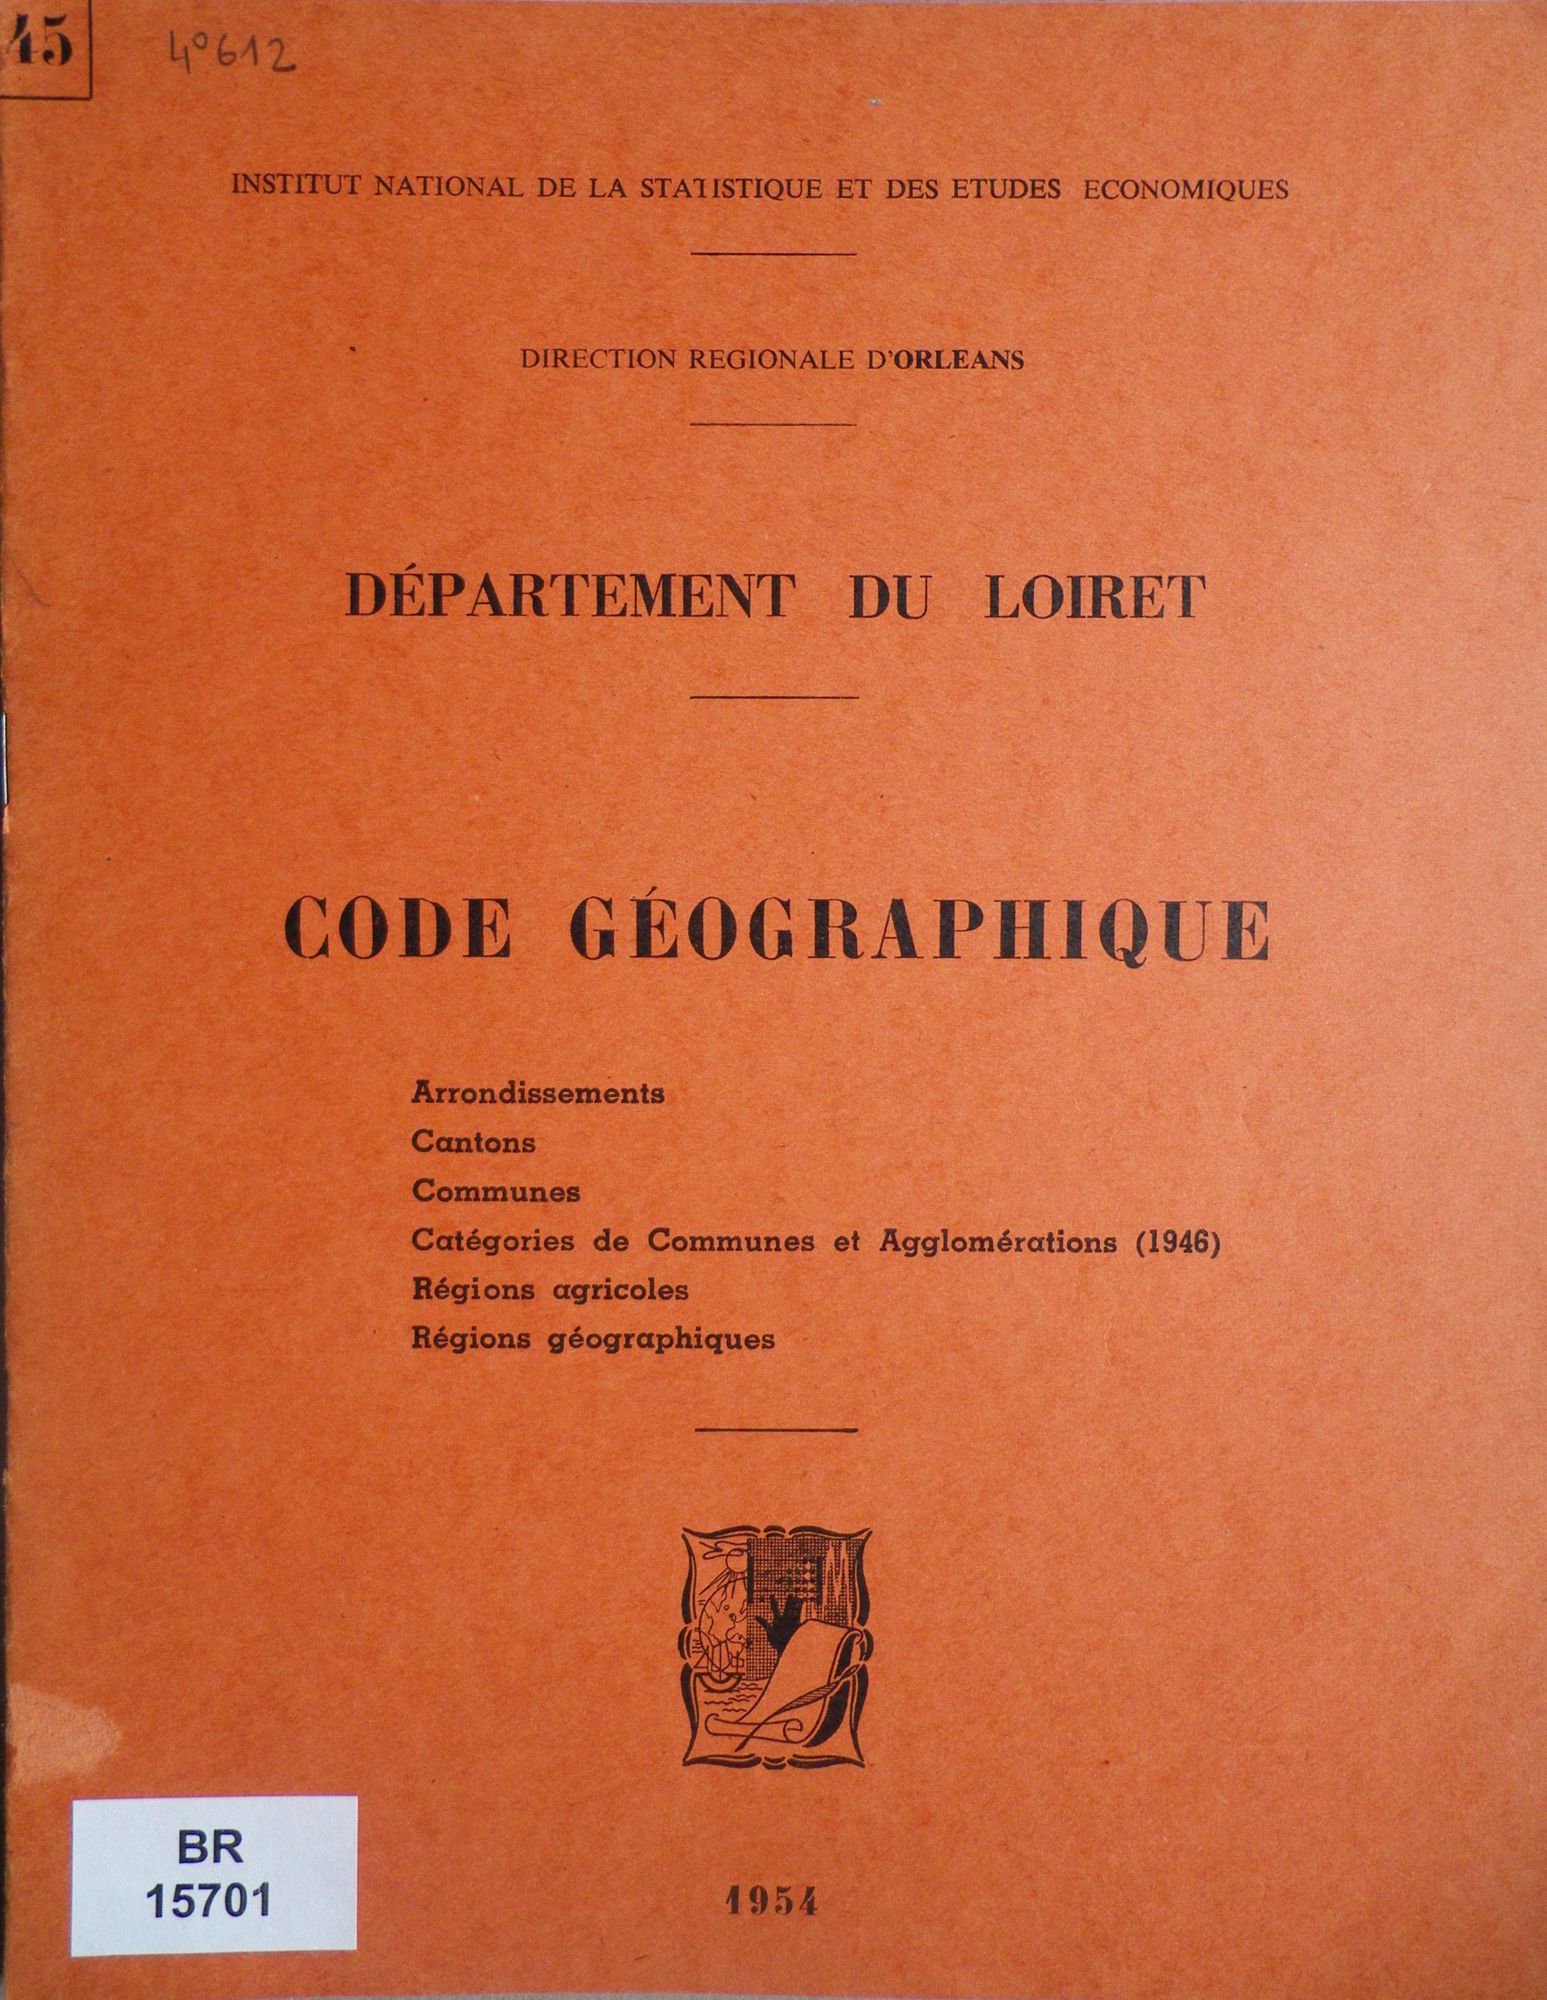 45
4° 612
INSTITUT NATIONAL DE LA STATISTIQUE ET DES ETUDES ECONOMIQUES
DIRECTION REGIONALE D'ORLEANS
DÉPARTEMENT DU LOIRET
CODE GÉOGRAPHIQUE
Arrondissements
Cantons
Communes
Catégories de Communes et Agglomérations (1946)
Régions agricoles
Régions géographiques
BR
15701
1954